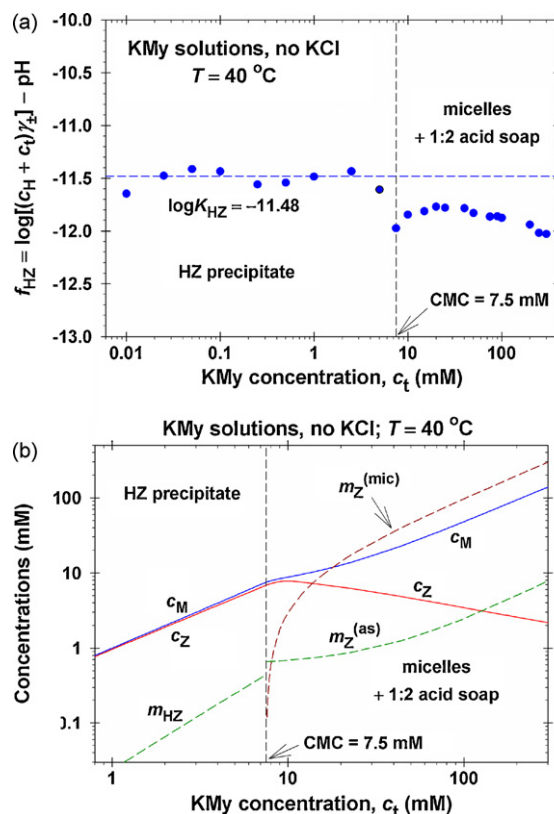 (a)
-10.0
-10.5
-11.0
-11.5
-12.0
-12.5
-13.0
f_HZ = log[(c_H + c_t)γ_±] – pH
KMy solutions, no KCl
T = 40 °C
micelles
+ 1:2 acid soap
logK_HZ = –11.48
HZ precipitate
CMC = 7.5 mM
0.01 0.1 1 10 100
KMy concentration, c_t (mM)
(b)
KMy solutions, no KCl; T = 40 °C
Concentrations (mM)
100
10
1
0.1
HZ precipitate
m_Z^(mic)
c_M
c_M
c_Z
c_Z
m_Z^(as)
m_HZ
micelles
+ 1:2 acid soap
CMC = 7.5 mM
1 10 100
KMy concentration, c_t (mM)